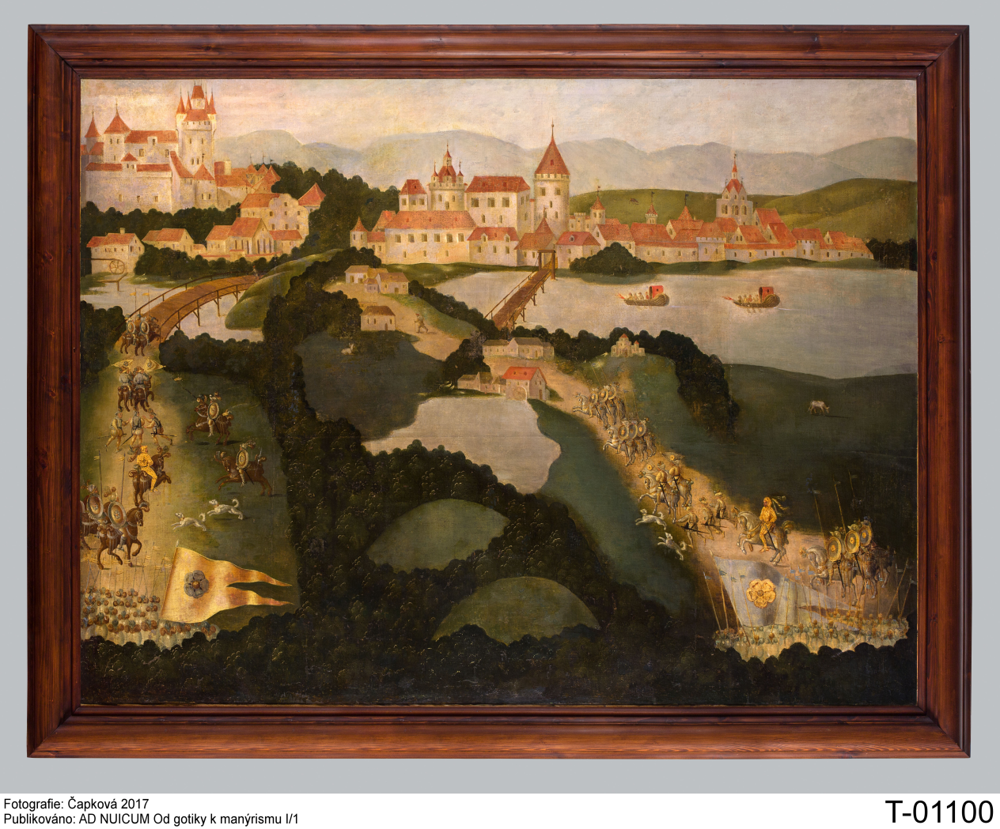 Fotografie: Čapková 2017
Publikováno: AD NUICUM Od gotiky k manýrismu I/1
T-01100